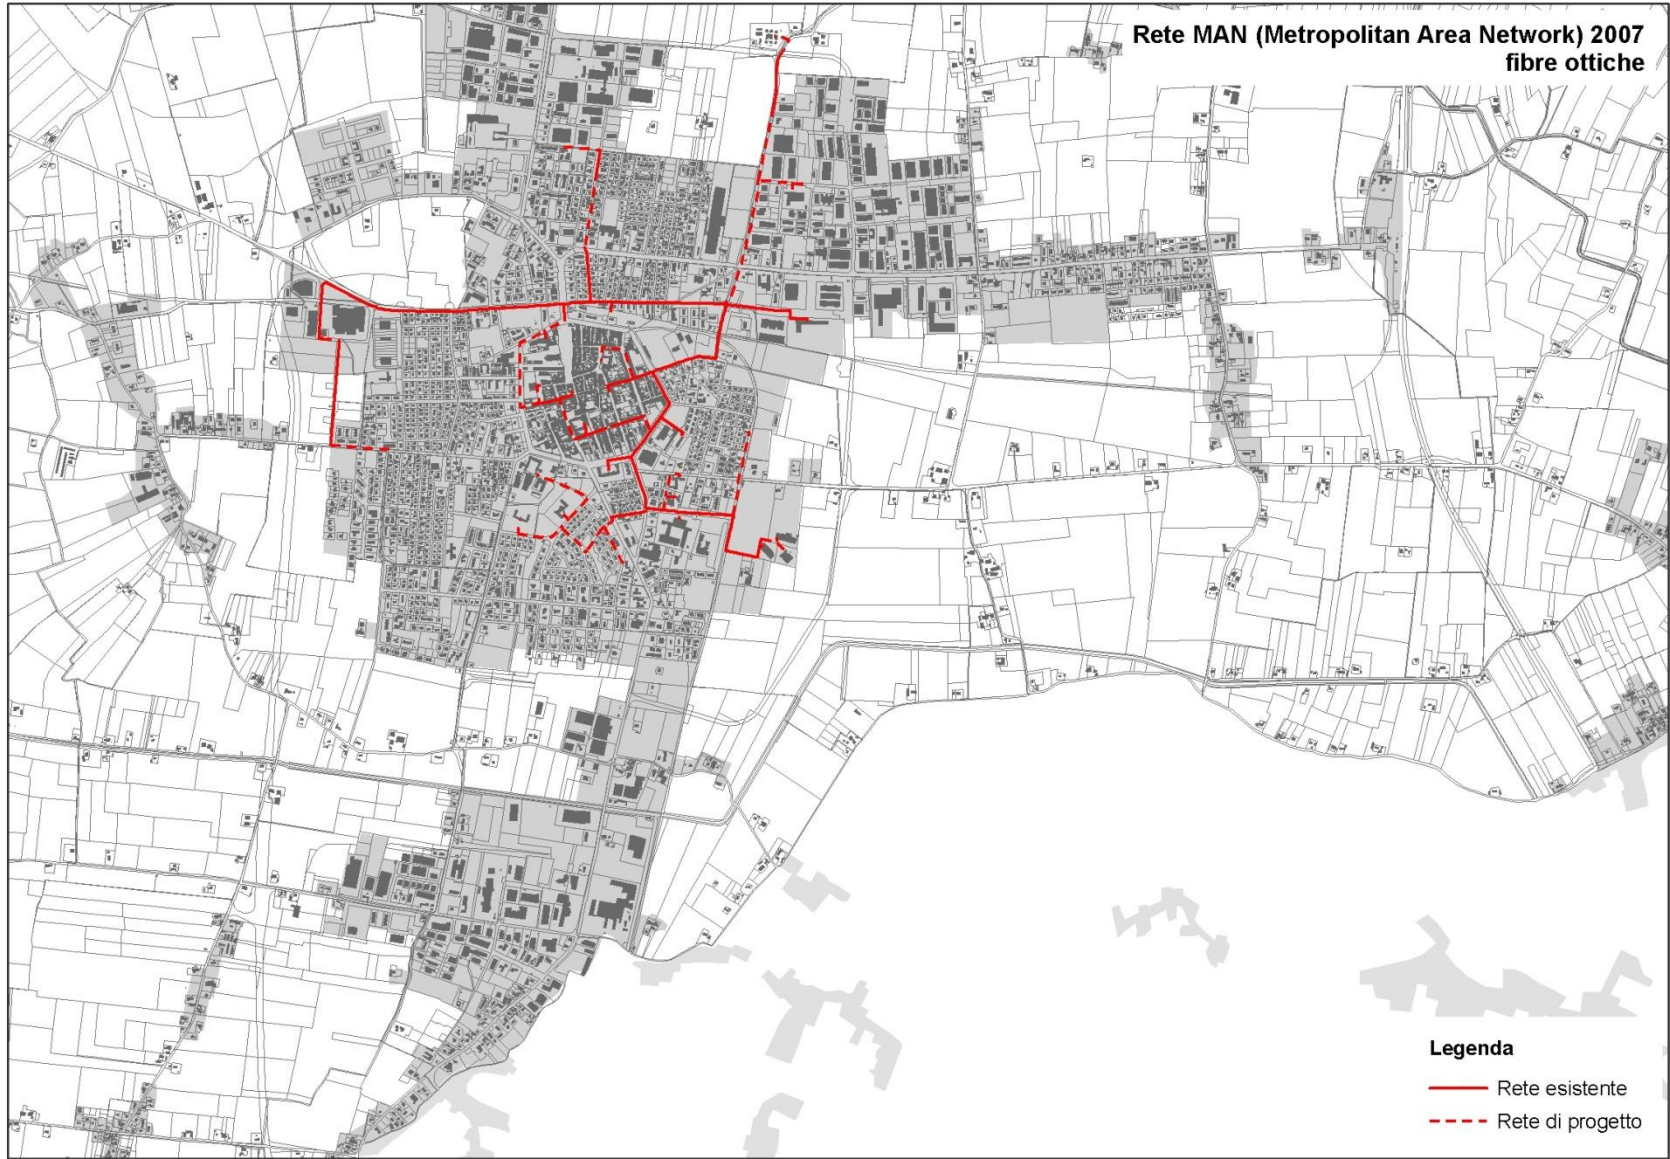 Rete MAN (Metropolitan Area Network) 2007
fibre ottiche
Legenda
Rete esistente
Rete di progetto